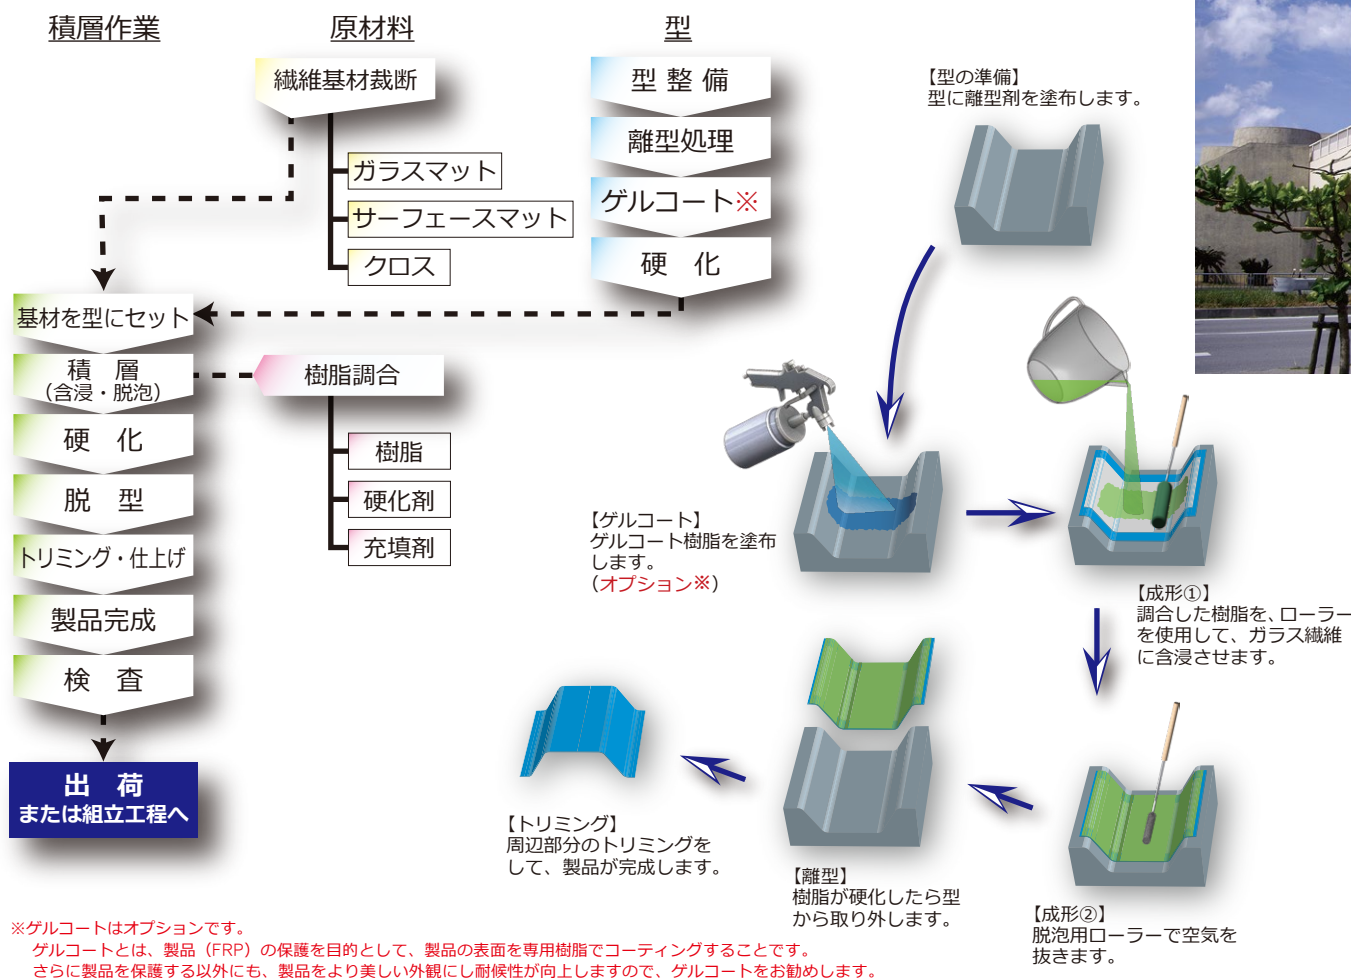 積層作業
原材料
型
繊維基材裁断
ガラスマット
サーフェースマット
クロス
型 整 備
離型処理
ゲルコート※
硬　化
基材を型にセット
積　層
（含浸・脱泡）
硬　化
脱　型
トリミング・仕上げ
製品完成
検　査
出　荷
または組立工程へ
樹脂調合
樹脂
硬化剤
充填剤
【型の準備】
型に離型剤を塗布します。
【ゲルコート】
ゲルコート樹脂を塗布
します。
（オプション※）
【成形①】
調合した樹脂を、ローラー
を使用して、ガラス繊維
に含浸させます。
【成形②】
脱泡用ローラーで空気を
抜きます。
【離型】
樹脂が硬化したら型
から取り外します。
【トリミング】
周辺部分のトリミングを
して、製品が完成します。
※ゲルコートはオプションです。
ゲルコートとは、製品（FRP）の保護を目的として、製品の表面を専用樹脂でコーティングすることです。
さらに製品を保護する以外にも、製品をより美しい外観にし耐候性が向上しますので、ゲルコートをお勧めします。